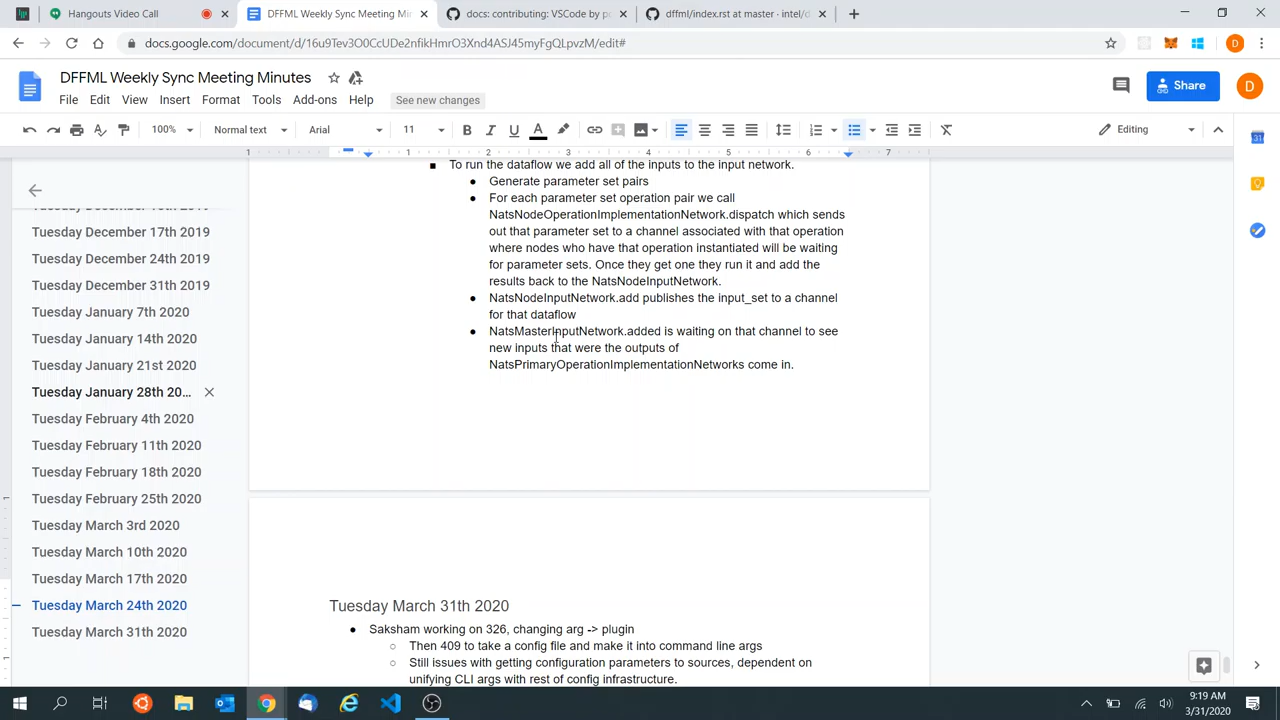 Hangouts Video Call
DFFML Weekly Sync Meeting Minu
docs: contributing: VSCode by
dffml/index.rst at master · intel/d
docs.google.com/document/d/16u9Tev3O0CcUDe2nfikHmrO3Xnd4ASJ45myFgQLpvzM/edit#
D
DFFML Weekly Sync Meeting Minutes
File Edit View Insert Format Tools Add-ons Help See new changes
Share
D
100% Normal text Arial 11 B I U A Editing
1 1 2 3 4 5 6 7
Tuesday December 17th 2019
Tuesday December 24th 2019
Tuesday December 31th 2019
Tuesday January 7th 2020
Tuesday January 14th 2020
Tuesday January 21st 2020
Tuesday January 28th 20...
Tuesday February 4th 2020
Tuesday February 11th 2020
Tuesday February 18th 2020
Tuesday February 25th 2020
Tuesday March 3rd 2020
Tuesday March 10th 2020
Tuesday March 17th 2020
Tuesday March 24th 2020
Tuesday March 31th 2020
To run the dataflow we add all of the inputs to the input network.
Generate parameter set pairs
For each parameter set operation pair we call
NatsNodeOperationImplementationNetwork.dispatch which sends
out that parameter set to a channel associated with that operation
where nodes who have that operation instantiated will be waiting
for parameter sets. Once they get one they run it and add the
results back to the NatsNodeInputNetwork.
NatsNodeInputNetwork.add publishes the input_set to a channel
for that dataflow
NatsMasterInputNetwork.added is waiting on that channel to see
new inputs that were the outputs of
NatsPrimaryOperationImplementationNetworks come in.
Tuesday March 31th 2020
Saksham working on 326, changing arg -> plugin
Then 409 to take a config file and make it into command line args
Still issues with getting configuration parameters to sources, dependent on
unifying CLI args with rest of config infrastructure.
9:19 AM
3/31/2020